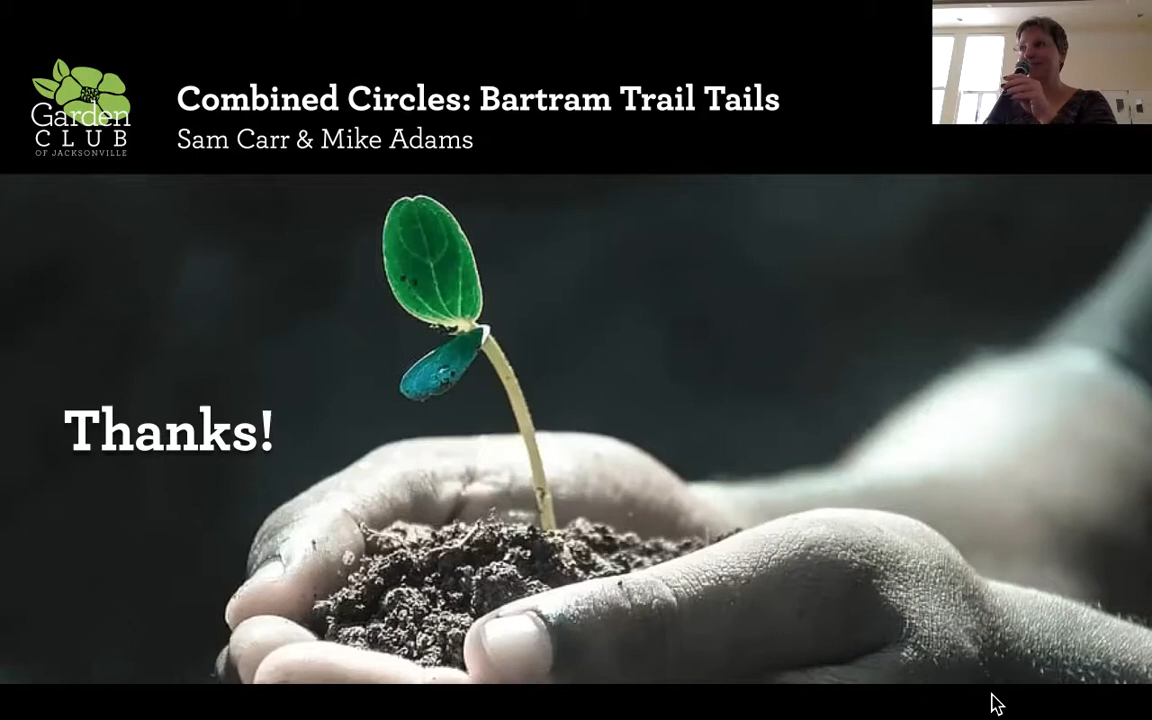 Garden
CLUB
OF JACKSONVILLE
Combined Circles: Bartram Trail Tails
Sam Carr & Mike Adams
Thanks!